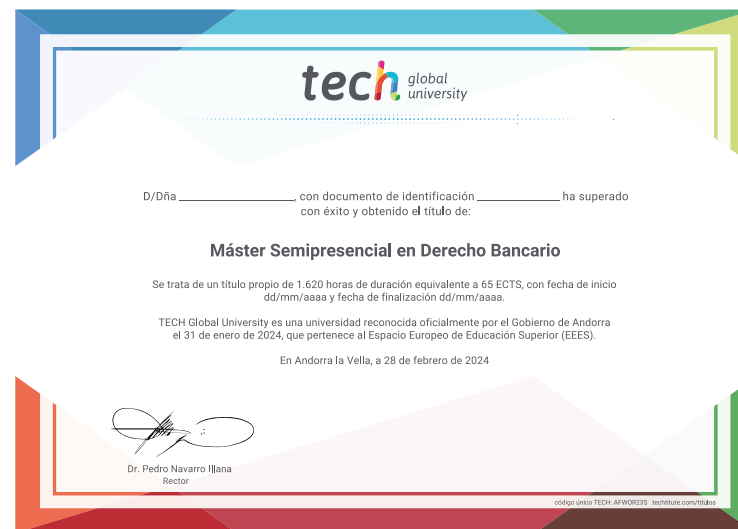 tech global university
D/Dña ____________________, con documento de identificación ______________ ha superado
con éxito y obtenido el título de:
Máster Semipresencial en Derecho Bancario
Se trata de un título propio de 1.620 horas de duración equivalente a 65 ECTS, con fecha de inicio
dd/mm/aaaa y fecha de finalización dd/mm/aaaa.
TECH Global University es una universidad reconocida oficialmente por el Gobierno de Andorra
el 31 de enero de 2024, que pertenece al Espacio Europeo de Educación Superior (EEES).
En Andorra la Vella, a 28 de febrero de 2024
Dr. Pedro Navarro Illana
Rector
código único TECH: AFWOR23S techtitute.com/titulos